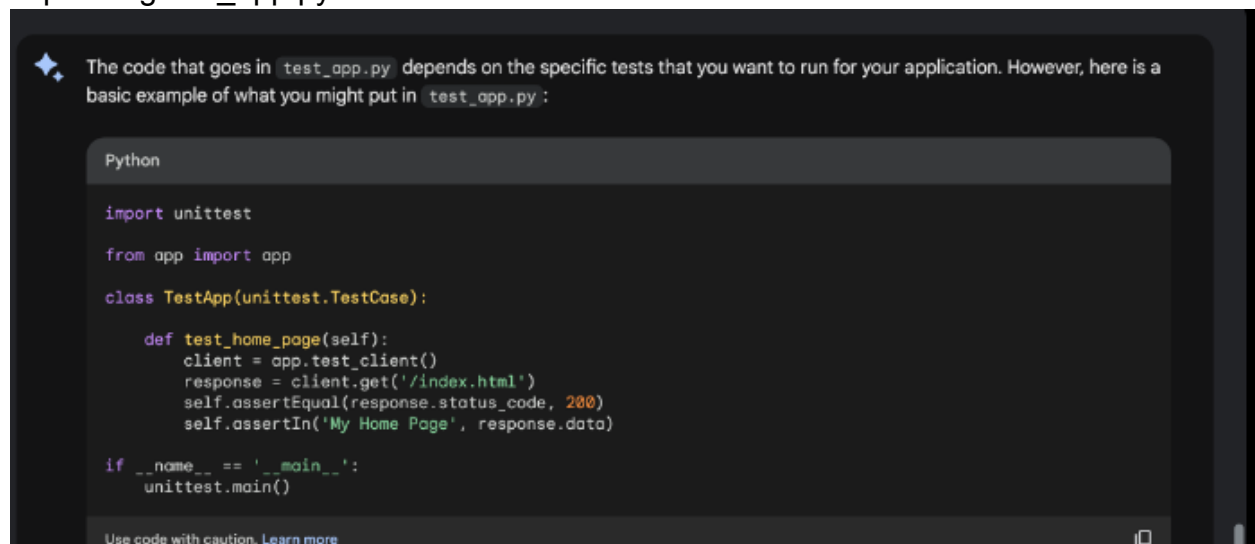 The code that goes in test_app.py depends on the specific tests that you want to run for your application. However, here is a
basic example of what you might put in test_app.py:
Python
import unittest
from app import app
class TestApp(unittest.TestCase):
def test_home_page(self):
client = app.test_client()
response = client.get('/index.html')
self.assertEqual(response.status_code, 200)
self.assertIn('My Home Page', response.data)
if __name__ == '__main__':
unittest.main()
Use code with caution. Learn more